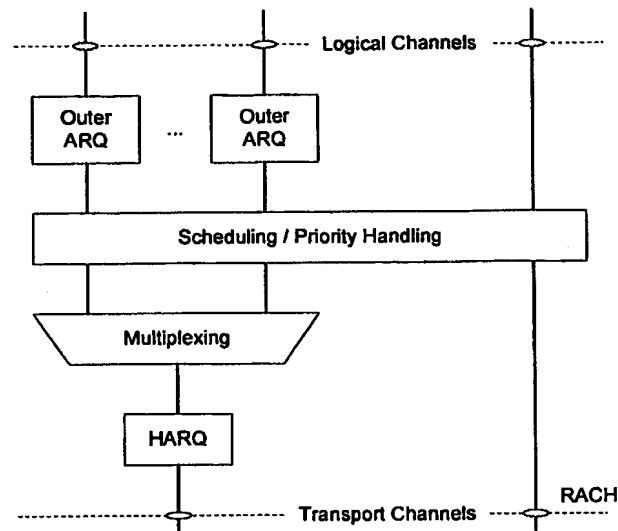 Logical Channels
Outer
ARQ
...
Outer
ARQ
Scheduling / Priority Handling
Multiplexing
HARQ
RACH
Transport Channels